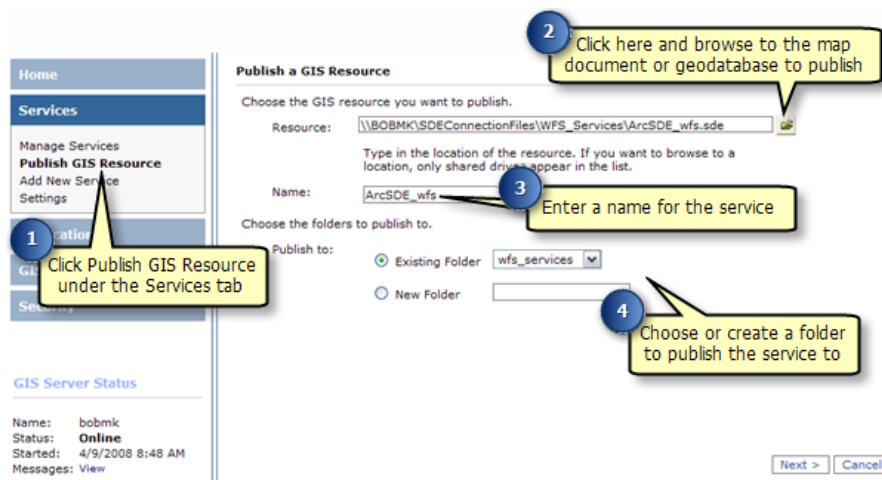 2
Click here and browse to the map
document or geodatabase to publish
Home
Services
Manage Services
Publish GIS Resource
Add New Service
Settings
1
Click Publish GIS Resource
under the Services tab
Security
GIS Server Status
Name: bobmk
Status: Online
Started: 4/9/2008 8:48 AM
Messages: View
Publish a GIS Resource
Choose the GIS resource you want to publish.
Resource: \\BOBMK\SDEConnectionFiles\WFS_Services\ArcSDE_wfs.sde
Type in the location of the resource. If you want to browse to a
location, only shared drives appear in the list.
Name: ArcSDE_wfs
3
Enter a name for the service
Choose the folders to publish to.
Publish to:
Existing Folder wfs_services
New Folder
4
Choose or create a folder
to publish the service to
Next > Cancel